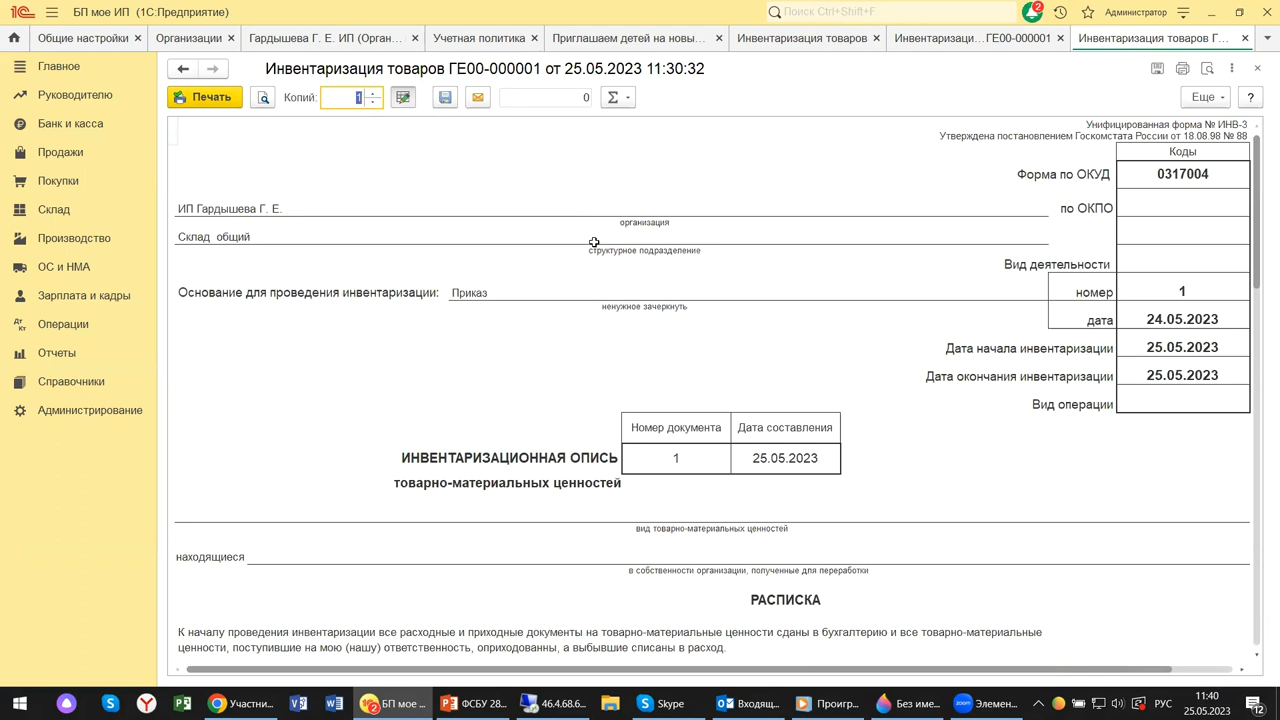 БП мое ИП (1С:Предприятие)
Поиск Ctrl+Shift+F
2
Администратор
Общие настройки
Организации
Гардышева Г. Е. ИП (Орган...
Учетная политика
Приглашаем детей на новы...
Инвентаризация товаров
Инвентаризаци... ГЕ00-000001
Инвентаризация товаров Г...
Главное
Руководителю
Банк и касса
Продажи
Покупки
Склад
Производство
ОС и НМА
Зарплата и кадры
Операции
Отчеты
Справочники
Администрирование
Инвентаризация товаров ГЕ00-000001 от 25.05.2023 11:30:32
Печать
Копий:
1
0
Σ
Еще
?
Унифицированная форма № ИНВ-3
Утверждена постановлением Госкомстата России от 18.08.98 № 88
Коды
Форма по ОКУД 0317004
ИП Гардышева Г. Е. по ОКПО
организация
Склад общий
структурное подразделение
Вид деятельности
Основание для проведения инвентаризации: Приказ номер 1
ненужное зачеркнуть
дата 24.05.2023
Дата начала инвентаризации 25.05.2023
Дата окончания инвентаризации 25.05.2023
Вид операции
Номер документа Дата составления
ИНВЕНТАРИЗАЦИОННАЯ ОПИСЬ 1 25.05.2023
товарно-материальных ценностей
вид товарно-материальных ценностей
находящиеся
в собственности организации, полученные для переработки
РАСПИСКА
К началу проведения инвентаризации все расходные и приходные документы на товарно-материальные ценности сданы в бухгалтерию и все товарно-материальные
ценности, поступившие на мою (нашу) ответственность, оприходованны, а выбывшие списаны в расход.
Участни...
БП мое ...
ФСБУ 28...
46.4.68.6...
Skype
Входящ...
Проигр...
Без име...
Элемен...
РУС
11:40
25.05.2023
12